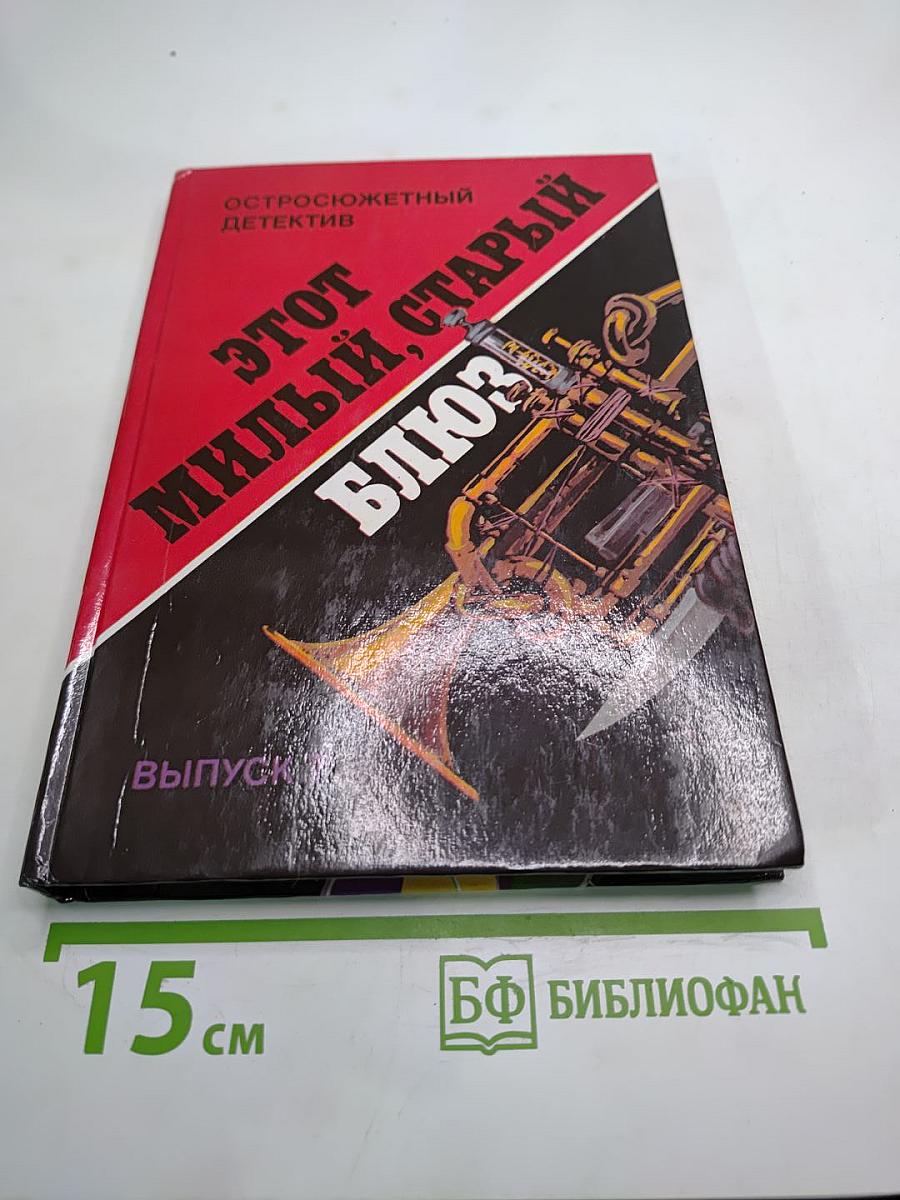 ОСТРОСЮЖЕТНЫЙ
ДЕТЕКТИВ
ЭТОТ
МИЛЫЙ, СТАРЫЙ
БЛЮЗ
ВЫПУСК
15 см
БФ БИБЛИОФАН